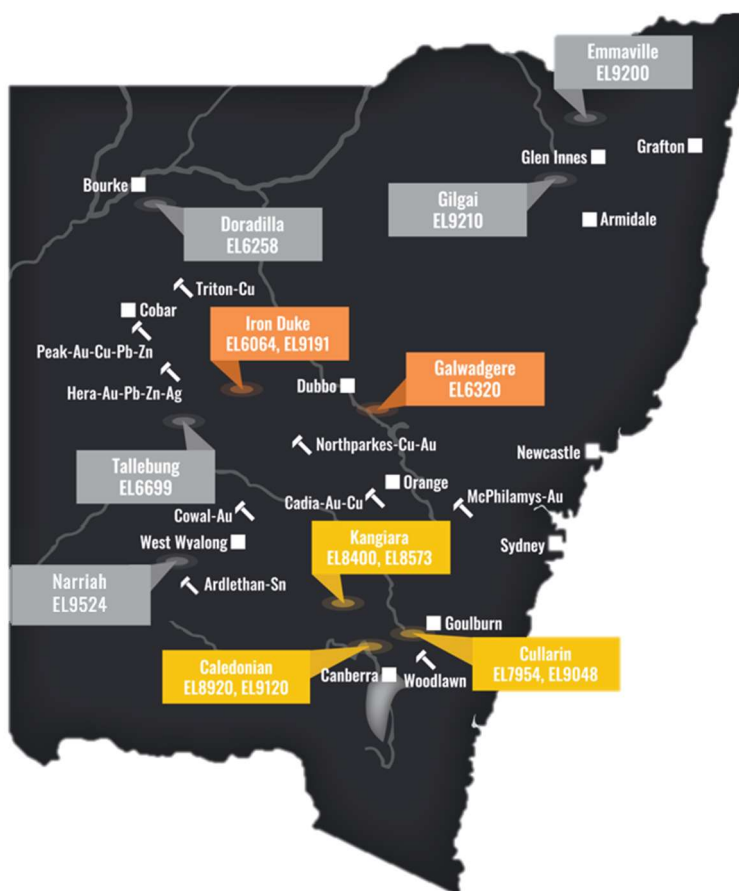 Emmaville
EL9200
Glen Innes
Grafton
Bourke
Gilgai
EL9210
Armidale
Doradilla
EL6258
Triton-Cu
Cobar
Iron Duke
EL6064, EL9191
Peak-Au-Cu-Pb-Zn
Galwadgere
EL6320
Hera-Au-Pb-Zn-Ag
Dubbo
Northparkes-Cu-Au
Newcastle
Tallebung
EL6699
Orange
Cadia-Au-Cu
McPhilamys-Au
Cowal-Au
Kangiara
EL8400, EL8573
West Wyalong
Sydney
Narriah
EL9524
Ardlethan-Sn
Goulburn
Cullarin
EL7954, EL9048
Caledonian
EL8920, EL9120
Canberra
Woodlawn